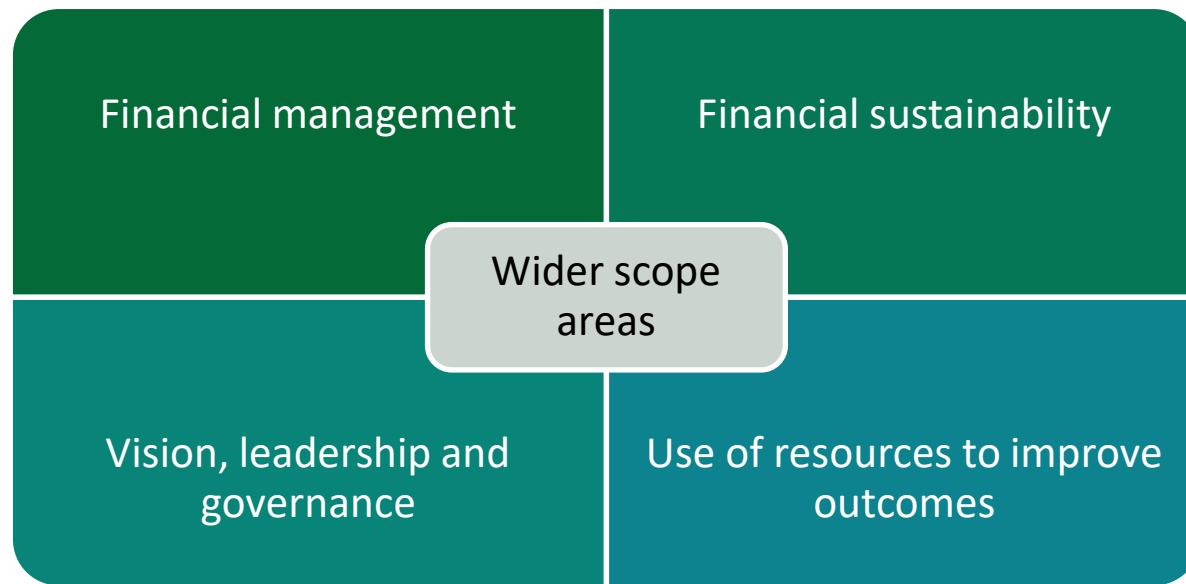 Financial management
Financial sustainability
Wider scope
areas
Vision, leadership and
governance
Use of resources to improve
outcomes